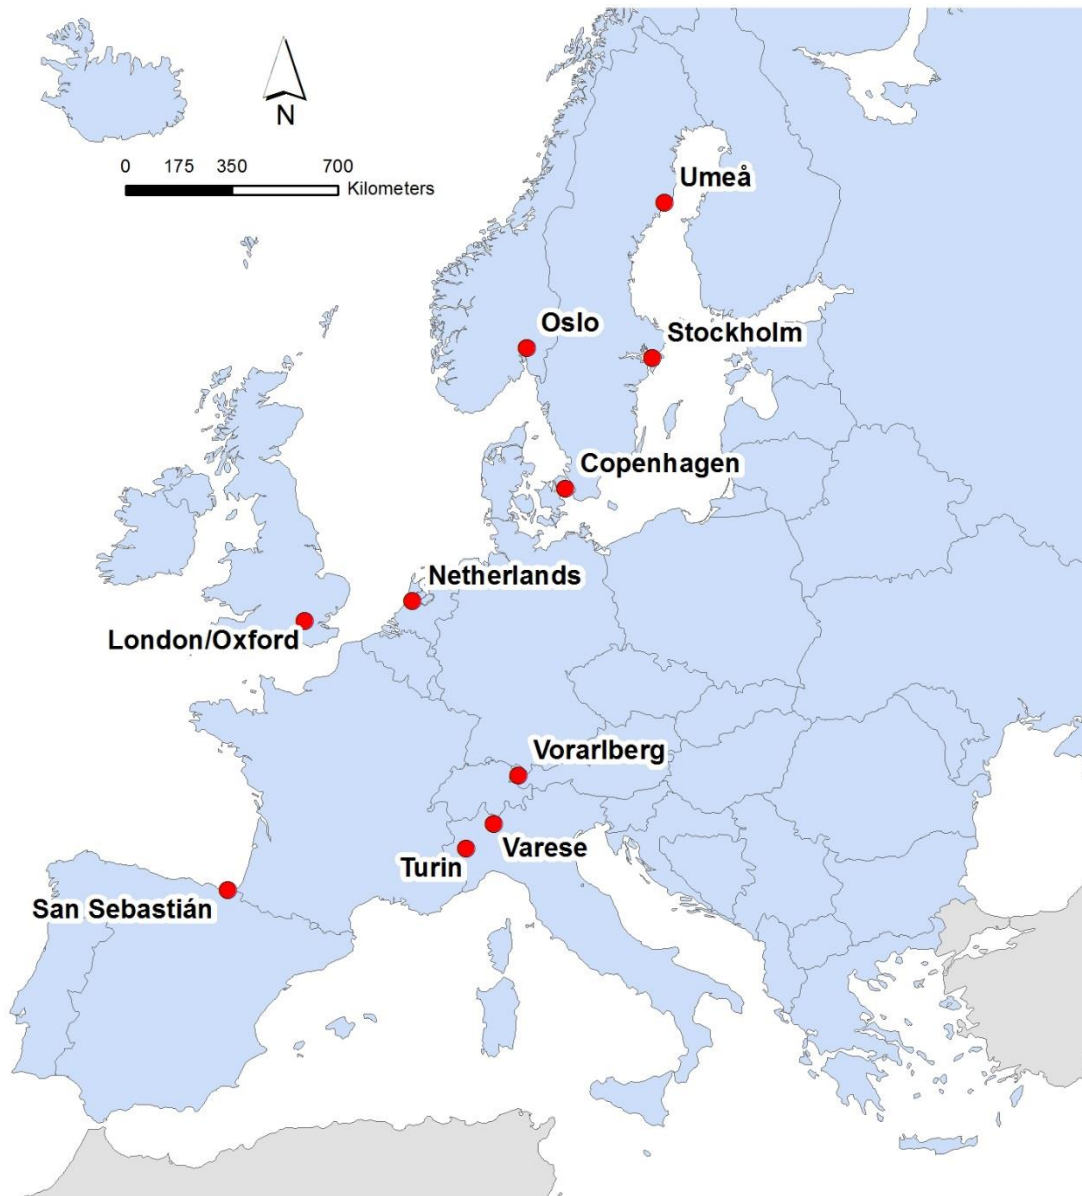 N
0 175 350 700
Kilometers
Umeå
Oslo
Stockholm
Copenhagen
Netherlands
London/Oxford
Vorarlberg
Varese
Turin
San Sebastián